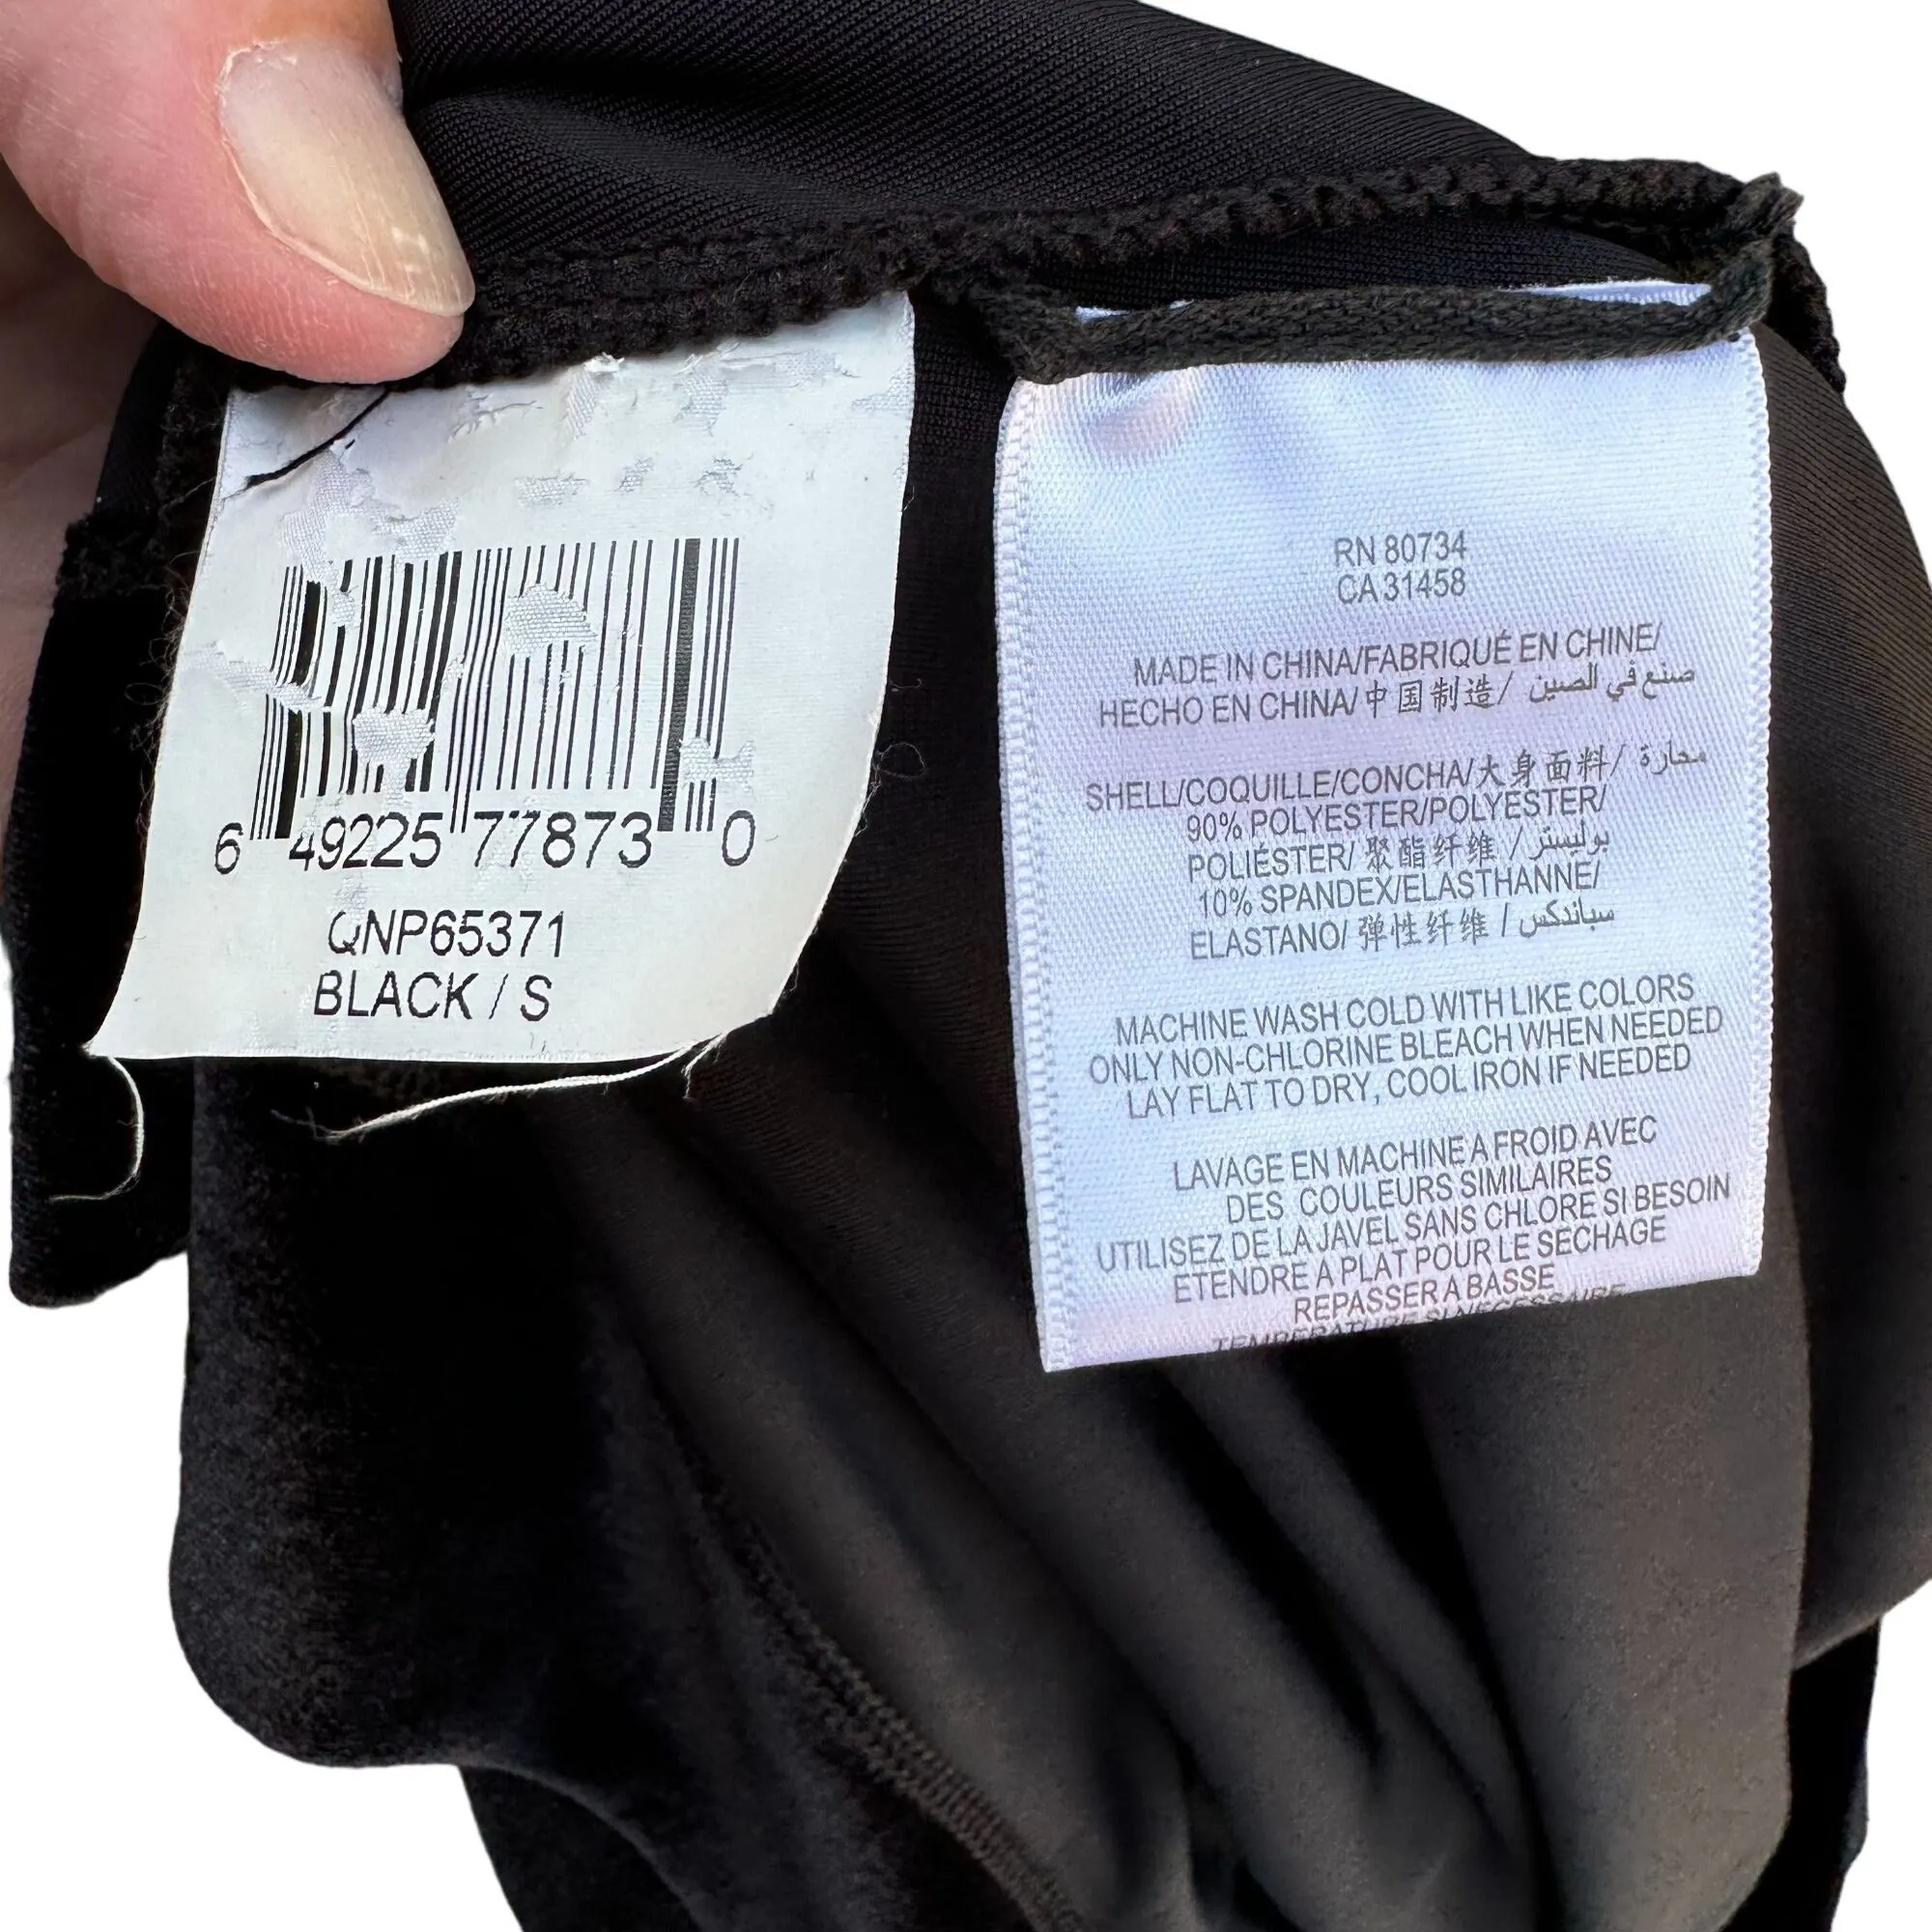 6 49225 77873 0
QNP65371
BLACK / S
RN 80734
CA 31458
MADE IN CHINA/FABRIQUÉ EN CHINE/
HECHO EN CHINA/中国制造/ صنع في الصين
SHELL/COQUILLE/CONCHA/大身面料/ محارة
90% POLYESTER/POLYESTER/
POLIÉSTER/ 聚酯纤维 / بوليستر
10% SPANDEX/ELASTHANNE/
ELASTANO/ 弹性纤维 / سباندكس
MACHINE WASH COLD WITH LIKE COLORS
ONLY NON-CHLORINE BLEACH WHEN NEEDED
LAY FLAT TO DRY, COOL IRON IF NEEDED
LAVAGE EN MACHINE A FROID AVEC
DES COULEURS SIMILAIRES
UTILISEZ DE LA JAVEL SANS CHLORE SI BESOIN
ETENDRE A PLAT POUR LE SECHAGE
REPASSER A BASSE
TEMPERATURE SI NECESSAIRE